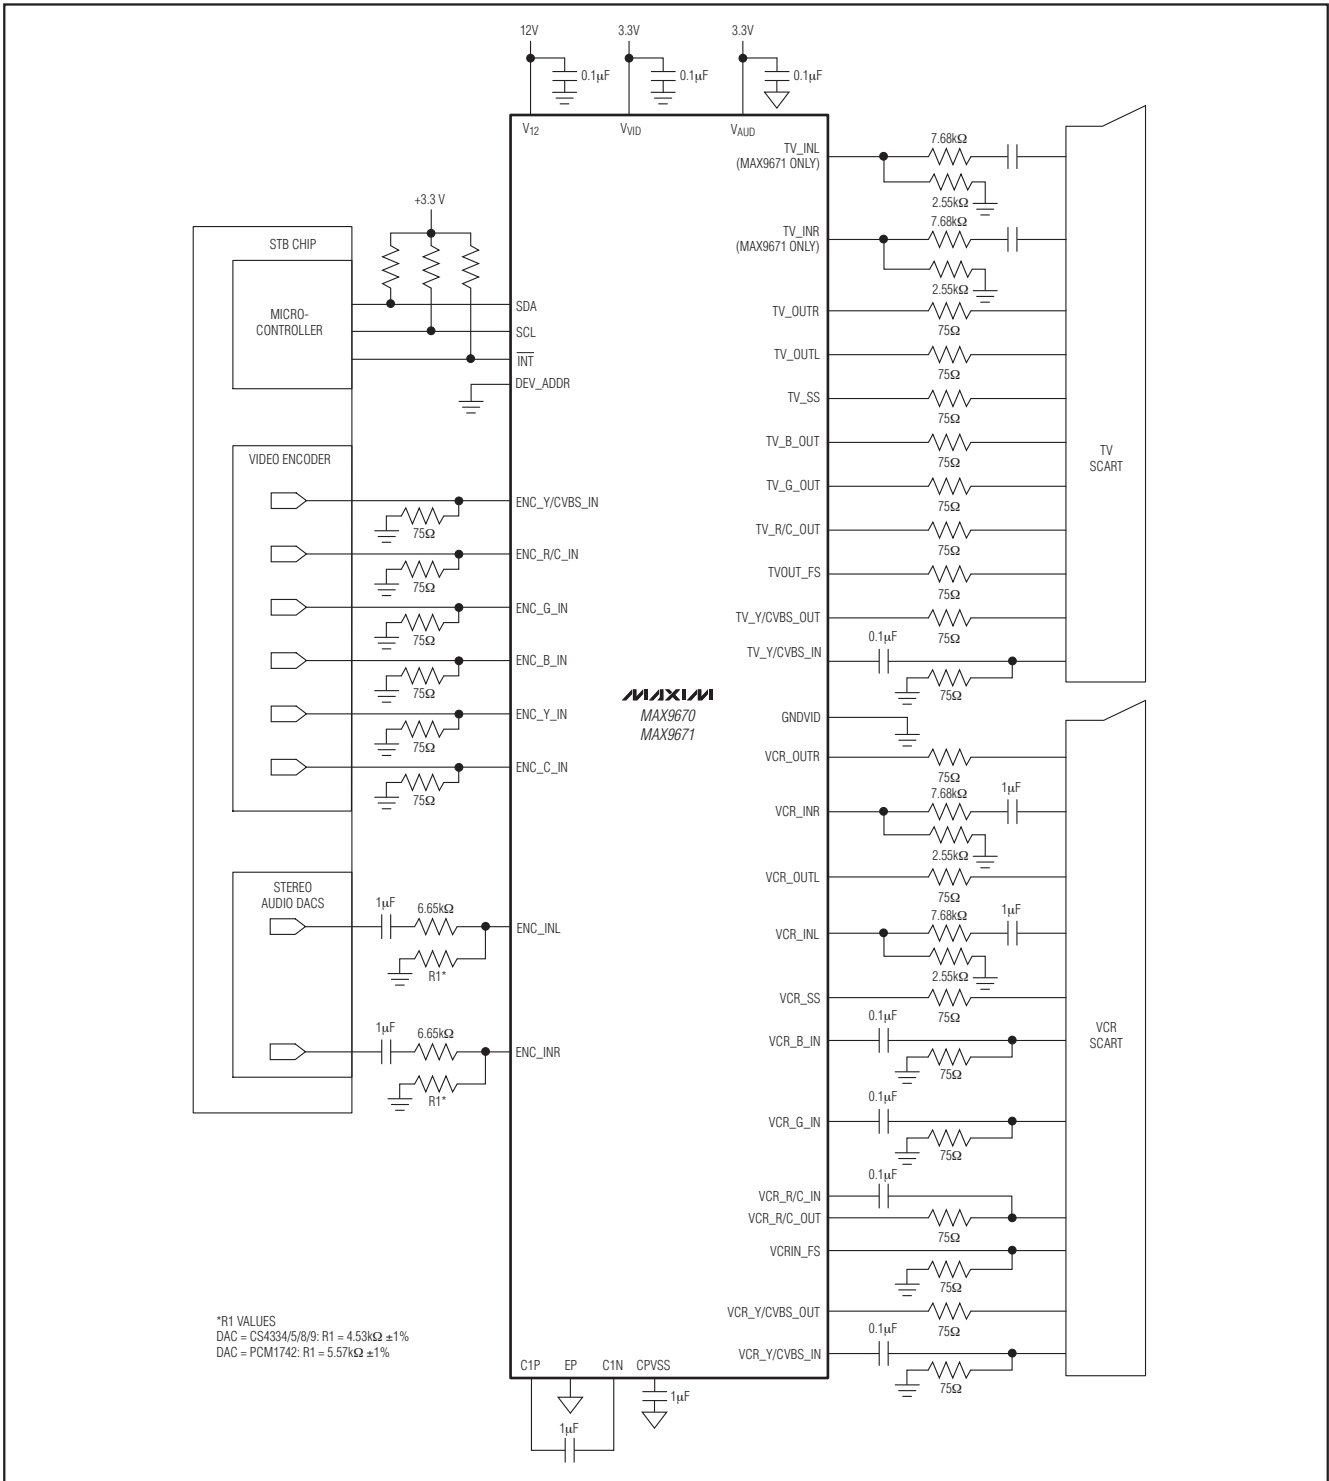 12V
3.3V
3.3V
0.1µF
0.1µF
0.1µF
V12
VVID
VAUD
+3.3 V
STB CHIP
MICRO-
CONTROLLER
SDA
SCL
INT
DEV_ADDR
VIDEO ENCODER
ENC_Y/CVBS_IN
75Ω
ENC_R/C_IN
75Ω
ENC_G_IN
75Ω
ENC_B_IN
75Ω
ENC_Y_IN
75Ω
ENC_C_IN
75Ω
STEREO
AUDIO DACS
1µF
6.65kΩ
ENC_INL
R1*
1µF
6.65kΩ
ENC_INR
R1*
MAXIM
MAX9670
MAX9671
TV_INL
(MAX9671 ONLY)
7.68kΩ
2.55kΩ
TV_INR
(MAX9671 ONLY)
7.68kΩ
2.55kΩ
TV_OUTR
75Ω
TV_OUTL
75Ω
TV_SS
75Ω
TV_B_OUT
75Ω
TV_G_OUT
75Ω
TV_R/C_OUT
75Ω
TVOUT_FS
75Ω
TV_Y/CVBS_OUT
75Ω
TV_Y/CVBS_IN
0.1µF
75Ω
TV
SCART
GNDVID
VCR_OUTR
75Ω
VCR_INR
7.68kΩ
1µF
2.55kΩ
VCR_OUTL
75Ω
VCR_INL
7.68kΩ
1µF
2.55kΩ
VCR_SS
75Ω
VCR_B_IN
0.1µF
75Ω
VCR_G_IN
0.1µF
75Ω
VCR_R/C_IN
0.1µF
VCR_R/C_OUT
75Ω
VCRIN_FS
75Ω
VCR_Y/CVBS_OUT
75Ω
VCR_Y/CVBS_IN
0.1µF
75Ω
VCR
SCART
*R1 VALUES
DAC = CS4334/5/8/9: R1 = 4.53kΩ ±1%
DAC = PCM1742: R1 = 5.57kΩ ±1%
C1P
EP
C1N
CPVSS
1µF
1µF